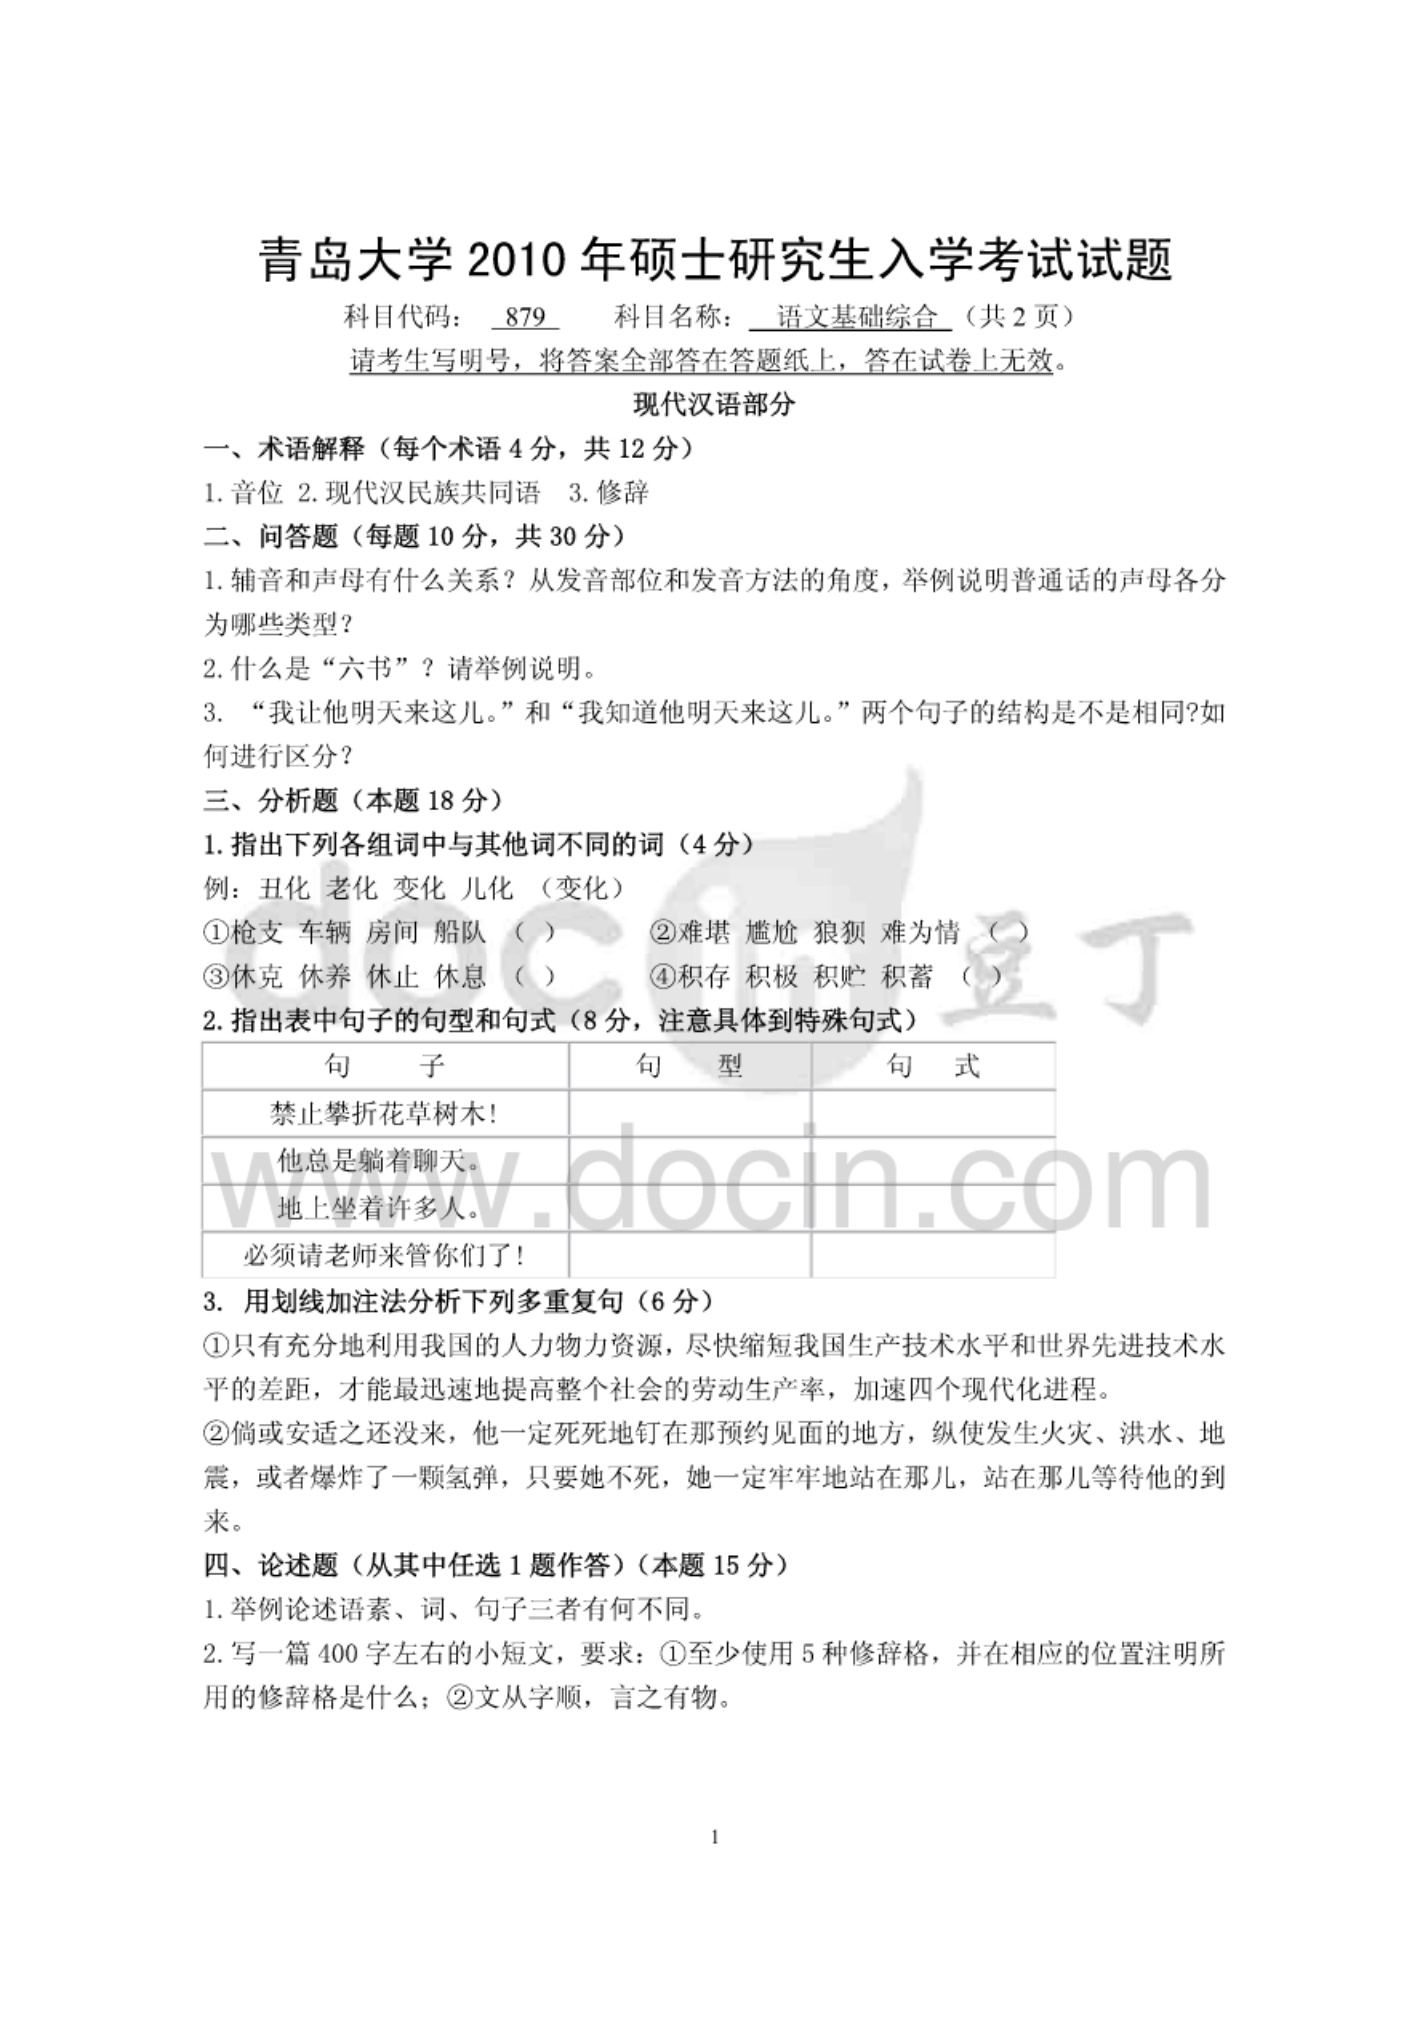 青岛大学 2010 年硕士研究生入学考试试题
科目代码： 879 科目名称： 语文基础综合 （共 2 页）
请考生写明号，将答案全部答在答题纸上，答在试卷上无效。
现代汉语部分
一、术语解释（每个术语 4 分，共 12 分）
1.音位 2.现代汉民族共同语 3.修辞
二、问答题（每题 10 分，共 30 分）
1.辅音和声母有什么关系？从发音部位和发音方法的角度，举例说明普通话的声母各分
为哪些类型？
2.什么是“六书”？请举例说明。
3. “我让他明天来这儿。”和“我知道他明天来这儿。”两个句子的结构是不是相同?如
何进行区分？
三、分析题（本题 18 分）
1.指出下列各组词中与其他词不同的词（4 分）
例：丑化 老化 变化 儿化 （变化）
①枪支 车辆 房间 船队 （ ） ②难堪 尴尬 狼狈 难为情 （ ）
③休克 休养 休止 休息 （ ） ④积存 积极 积贮 积蓄 （ ）
2.指出表中句子的句型和句式（8 分，注意具体到特殊句式）
句 子 句 型 句 式
禁止攀折花草树木！
他总是躺着聊天。
地上坐着许多人。
必须请老师来管你们了！
3. 用划线加注法分析下列多重复句（6 分）
①只有充分地利用我国的人力物力资源，尽快缩短我国生产技术水平和世界先进技术水
平的差距，才能最迅速地提高整个社会的劳动生产率，加速四个现代化进程。
②倘或安适之还没来，他一定死死地钉在那预约见面的地方，纵使发生火灾、洪水、地
震，或者爆炸了一颗氢弹，只要她不死，她一定牢牢地站在那儿，站在那儿等待他的到
来。
四、论述题（从其中任选 1 题作答）（本题 15 分）
1.举例论述语素、词、句子三者有何不同。
2.写一篇 400 字左右的小短文，要求：①至少使用 5 种修辞格，并在相应的位置注明所
用的修辞格是什么；②文从字顺，言之有物。
1
docin 豆丁
www.docin.com